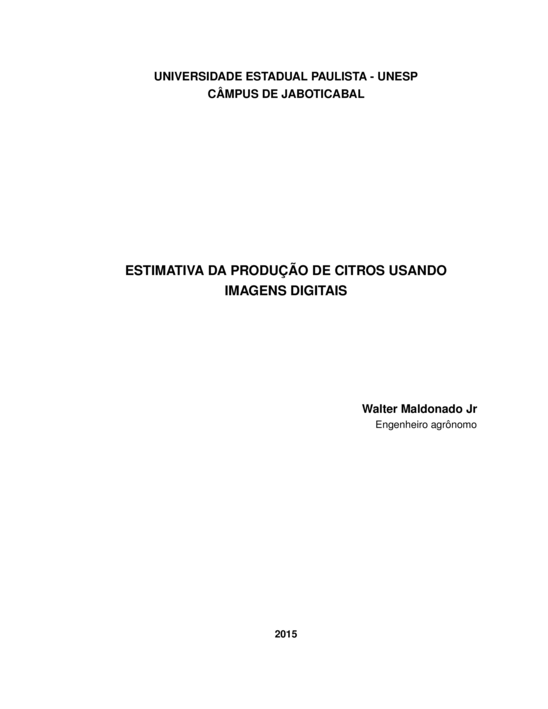 UNIVERSIDADE ESTADUAL PAULISTA - UNESP
CÂMPUS DE JABOTICABAL
ESTIMATIVA DA PRODUÇÃO DE CITROS USANDO
IMAGENS DIGITAIS
Walter Maldonado Jr
Engenheiro agrônomo
2015